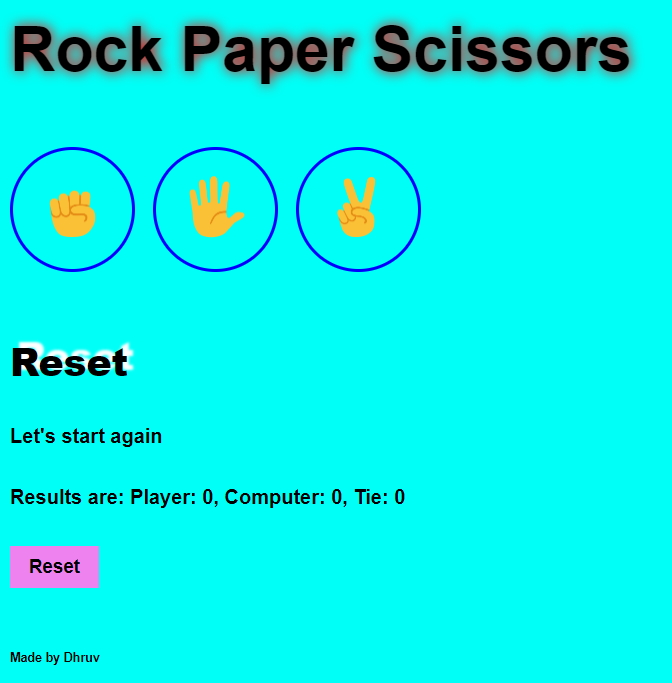 Rock Paper Scissors
Reset
Let's start again
Results are: Player: 0, Computer: 0, Tie: 0
Reset
Made by Dhruv